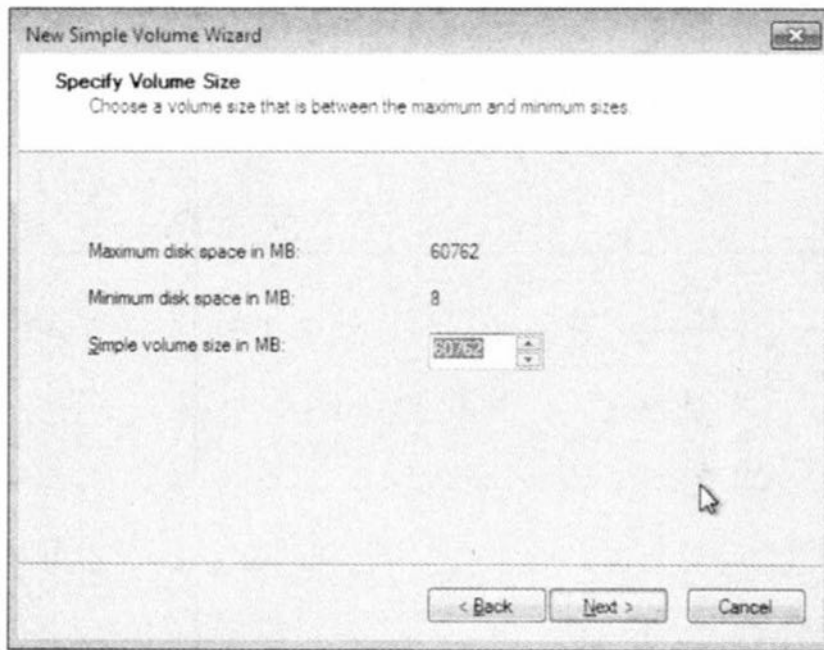 New Simple Volume Wizard
Specify Volume Size
Choose a volume size that is between the maximum and minimum sizes.
Maximum disk space in MB: 60762
Minimum disk space in MB: 8
Simple volume size in MB: 60762
< Back Next > Cancel